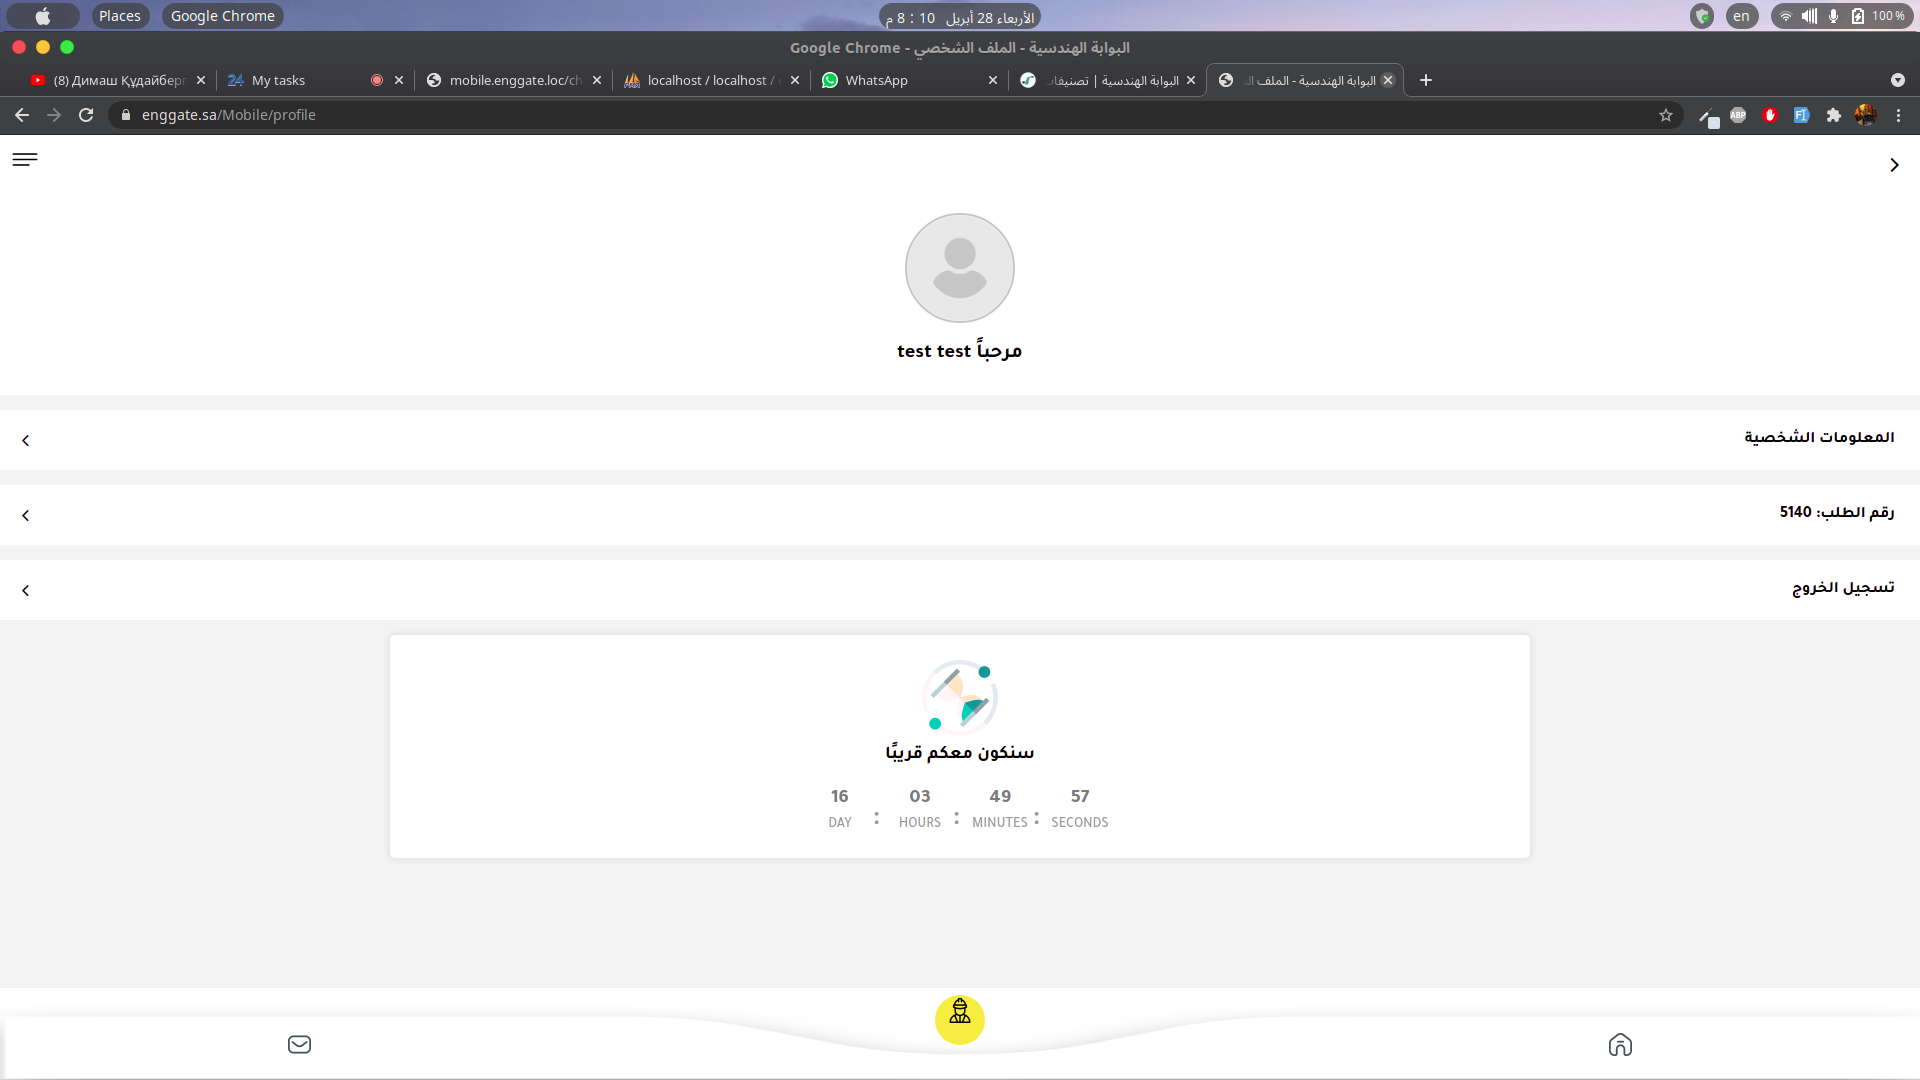 Places
Google Chrome
الأربعاء 28 أبريل 10 : 8 م
en
100 %
البوابة الهندسية - الملف الشخصي - Google Chrome
(8) Димаш Құдайберг
24 My tasks
mobile.enggate.loc/ch
localhost / localhost /
WhatsApp
البوابة الهندسية | تصنيفات
البوابة الهندسية - الملف ال
enggate.sa/Mobile/profile
ABP
مرحباً test test
المعلومات الشخصية
رقم الطلب: 5140
تسجيل الخروج
سنكون معكم قريبًا
16 : 03 : 49 : 57
DAY HOURS MINUTES SECONDS